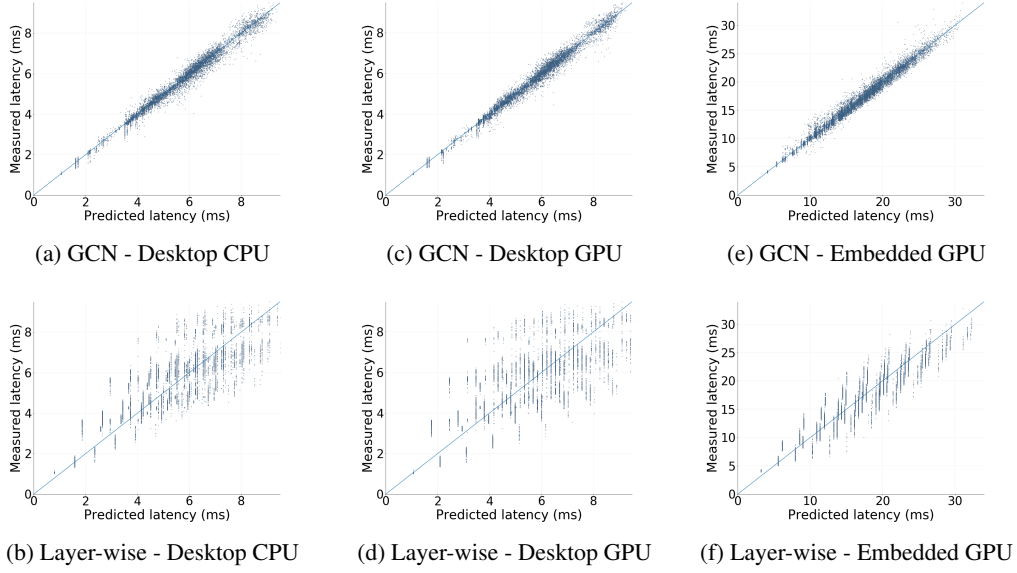 8
6
4
2
0
Measured latency (ms)
0 2 4 6 8
Predicted latency (ms)
(a) GCN - Desktop CPU
8
6
4
2
0
Measured latency (ms)
0 2 4 6 8
Predicted latency (ms)
(c) GCN - Desktop GPU
30
25
20
15
10
5
0
Measured latency (ms)
0 10 20 30
Predicted latency (ms)
(e) GCN - Embedded GPU
8
6
4
2
0
Measured latency (ms)
0 2 4 6 8
Predicted latency (ms)
(b) Layer-wise - Desktop CPU
8
6
4
2
0
Measured latency (ms)
0 2 4 6 8
Predicted latency (ms)
(d) Layer-wise - Desktop GPU
30
25
20
15
10
5
0
Measured latency (ms)
0 10 20 30
Predicted latency (ms)
(f) Layer-wise - Embedded GPU